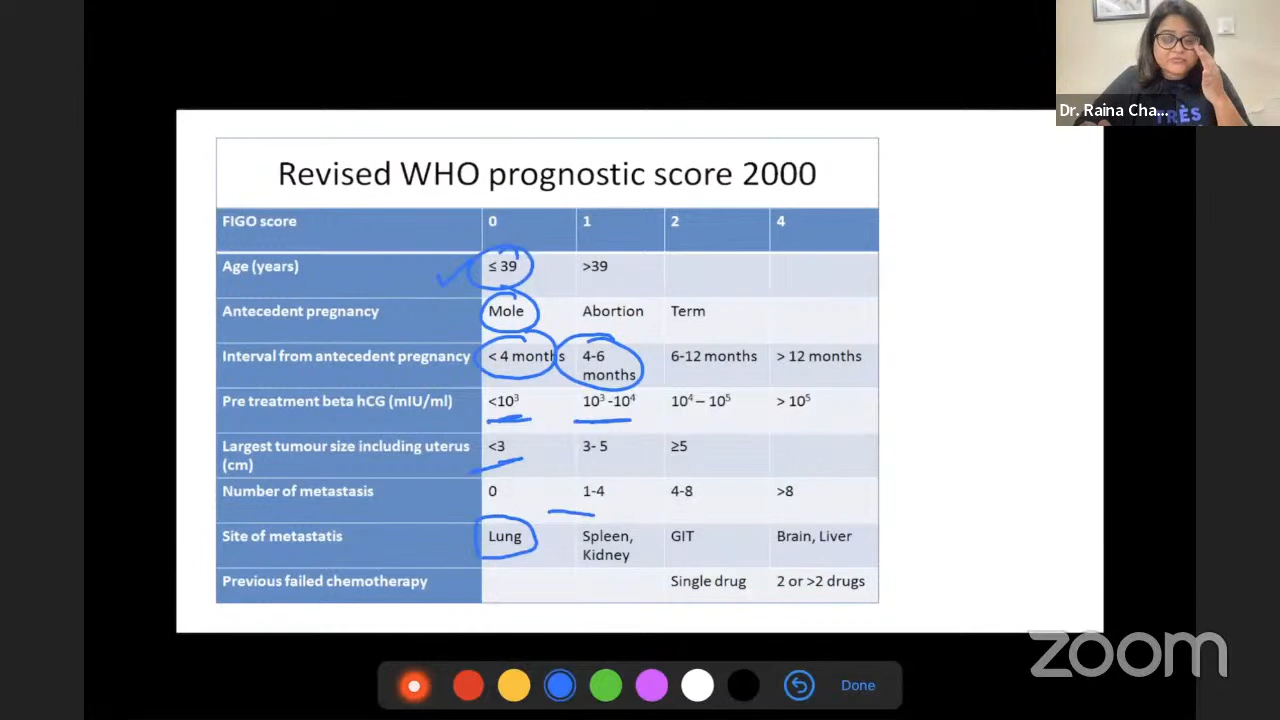 Dr. Raina Cha...
TRÈS
Revised WHO prognostic score 2000
FIGO score 0 1 2 4
Age (years) ≤ 39 >39
Antecedent pregnancy Mole Abortion Term
Interval from antecedent pregnancy < 4 months 4-6 months 6-12 months > 12 months
Pre treatment beta hCG (mIU/ml) <10³ 10³ -10⁴ 10⁴ – 10⁵ > 10⁵
Largest tumour size including uterus (cm) <3 3- 5 ≥5
Number of metastasis 0 1-4 4-8 >8
Site of metastatis Lung Spleen, Kidney GIT Brain, Liver
Previous failed chemotherapy Single drug 2 or >2 drugs
zoom
Done